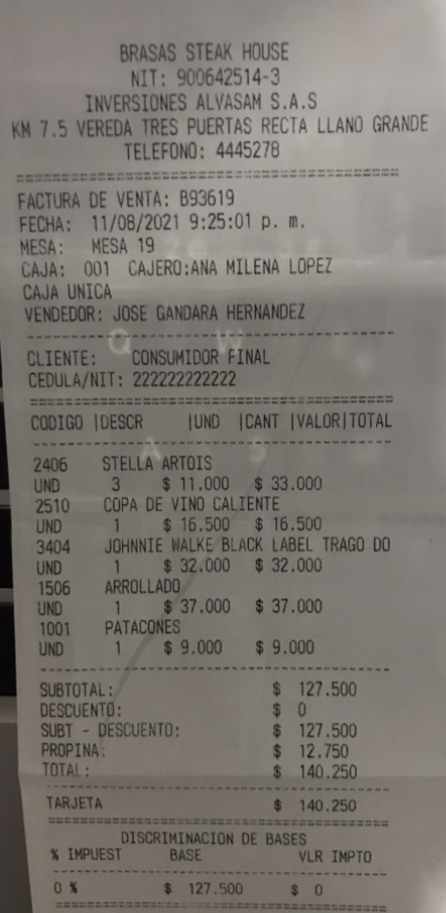 BRASAS STEAK HOUSE
NIT: 900642514-3
INVERSIONES ALVASAM S.A.S
KM 7.5 VEREDA TRES PUERTAS RECTA LLANO GRANDE
TELEFONO: 4445278
FACTURA DE VENTA: B93619
FECHA: 11/08/2021 9:25:01 p. m.
MESA: MESA 19
CAJA: 001 CAJERO:ANA MILENA LOPEZ
CAJA UNICA
VENDEDOR: JOSE GANDARA HERNANDEZ
CLIENTE: CONSUMIDOR FINAL
CEDULA/NIT: 222222222222
CODIGO |DESCR |UND |CANT |VALOR|TOTAL
2406 STELLA ARTOIS
UND 3 $ 11.000 $ 33.000
2510 COPA DE VINO CALIENTE
UND 1 $ 16.500 $ 16.500
3404 JOHNNIE WALKE BLACK LABEL TRAGO DO
UND 1 $ 32.000 $ 32.000
1506 ARROLLADO
UND 1 $ 37.000 $ 37.000
1001 PATACONES
UND 1 $ 9.000 $ 9.000
SUBTOTAL: $ 127.500
DESCUENTO: $ 0
SUBT - DESCUENTO: $ 127.500
PROPINA: $ 12.750
TOTAL: $ 140.250
TARJETA $ 140.250
DISCRIMINACION DE BASES
% IMPUEST BASE VLR IMPTO
0 % $ 127.500 $ 0